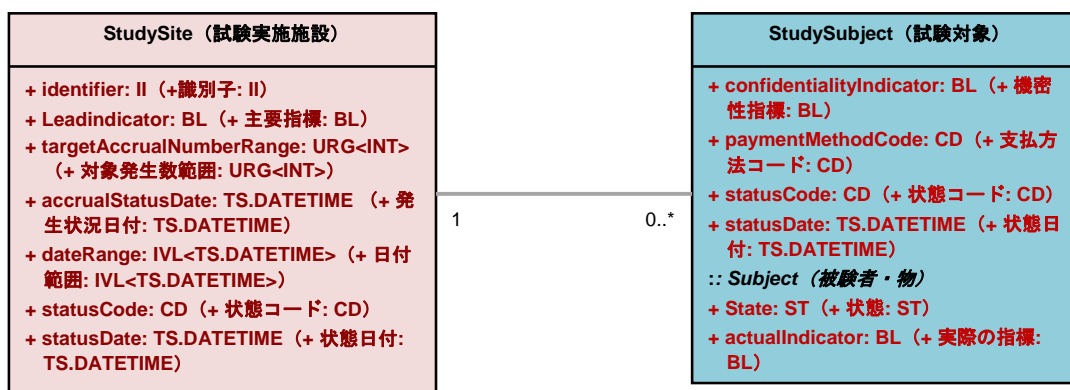 StudySite（試験実施施設）
+ identifier: II（+識別子: II）
+ Leadindicator: BL（+ 主要指標: BL）
+ targetAccrualNumberRange: URG<INT>
（+ 対象発生数範囲: URG<INT>）
+ accrualStatusDate: TS.DATETIME （+ 発
生状況日付: TS.DATETIME）
+ dateRange: IVL<TS.DATETIME>（+ 日付
範囲: IVL<TS.DATETIME>）
+ statusCode: CD（+ 状態コード: CD）
+ statusDate: TS.DATETIME（+ 状態日付:
TS.DATETIME）
1
0..*
StudySubject（試験対象）
+ confidentialityIndicator: BL（+ 機密
性指標: BL）
+ paymentMethodCode: CD（+ 支払方
法コード: CD）
+ statusCode: CD（+ 状態コード: CD）
+ statusDate: TS.DATETIME（+ 状態日
付: TS.DATETIME）
:: Subject（被験者・物）
+ State: ST（+ 状態: ST）
+ actualIndicator: BL（+ 実際の指標:
BL）